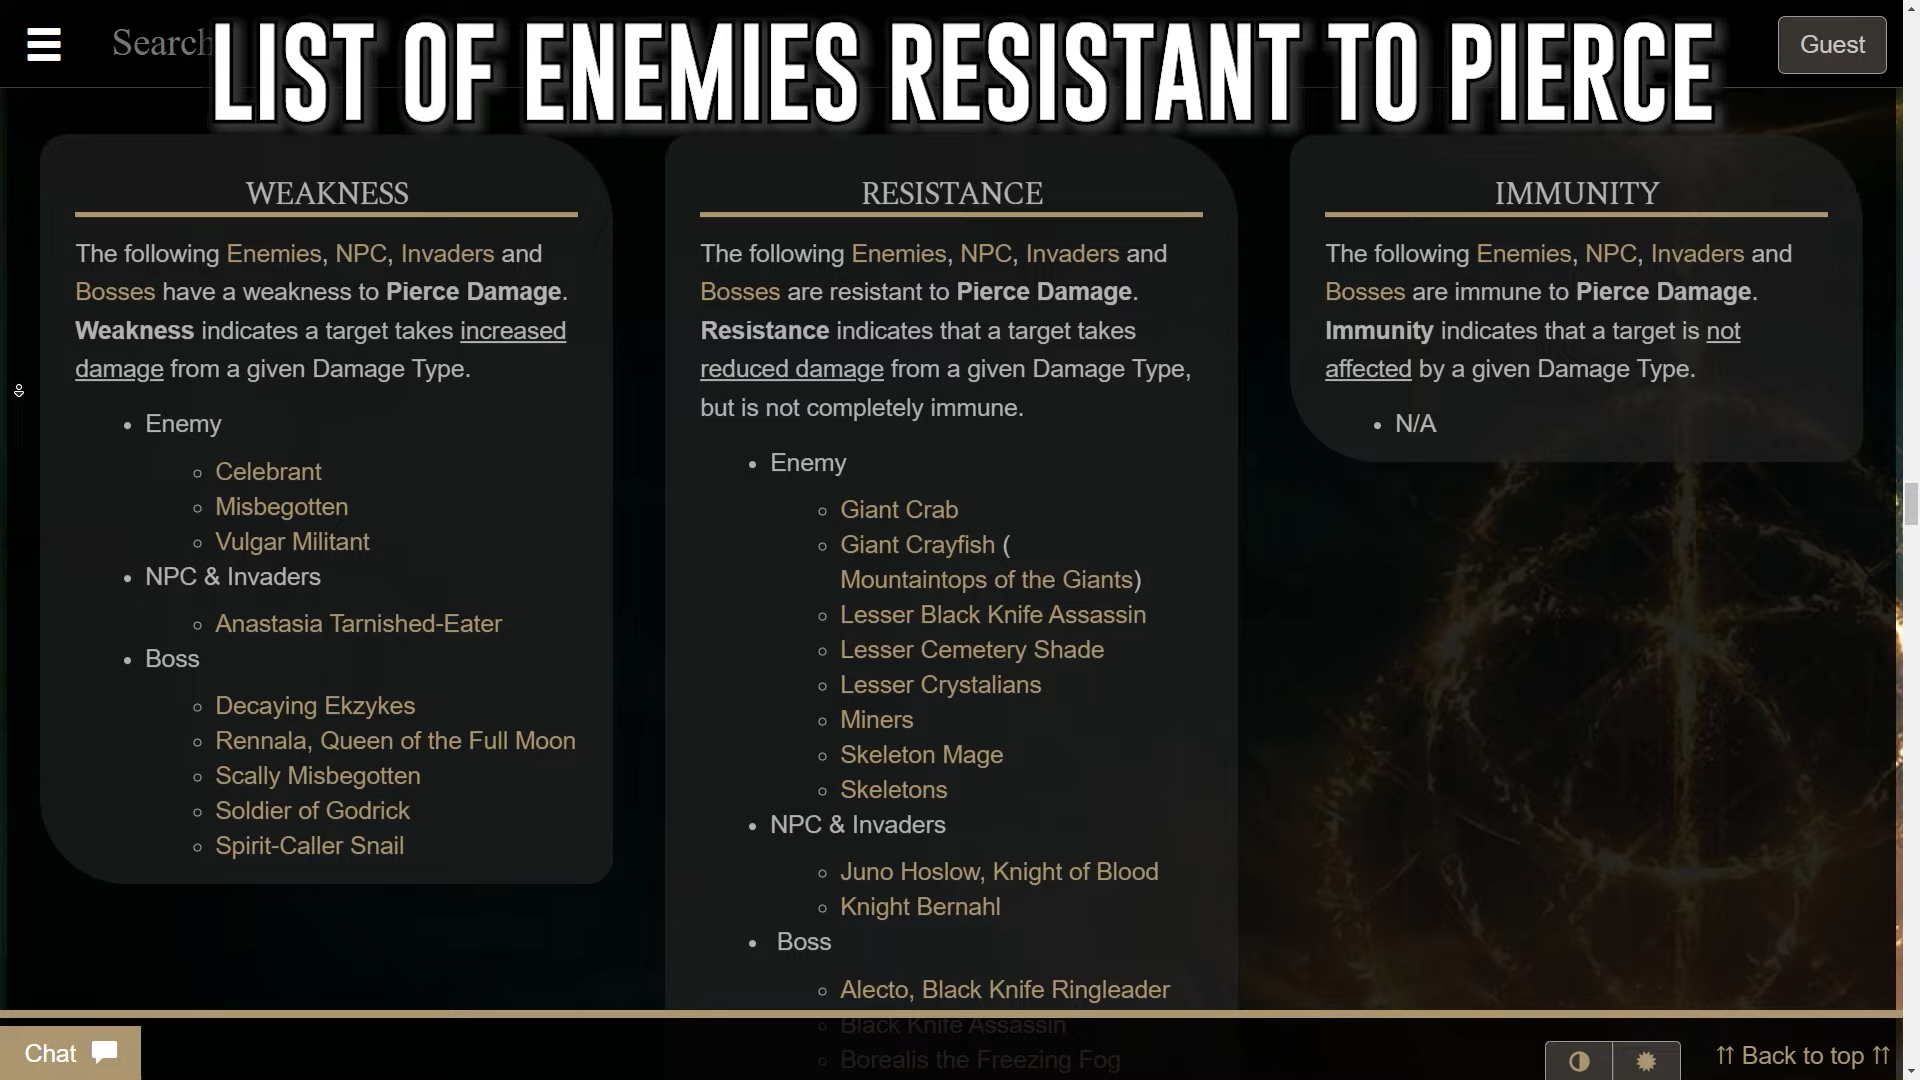 Search
LIST OF ENEMIES RESISTANT TO PIERCE
Guest
WEAKNESS
The following Enemies, NPC, Invaders and
Bosses have a weakness to Pierce Damage.
Weakness indicates a target takes increased
damage from a given Damage Type.
Enemy
Celebrant
Misbegotten
Vulgar Militant
NPC & Invaders
Anastasia Tarnished-Eater
Boss
Decaying Ekzykes
Rennala, Queen of the Full Moon
Scally Misbegotten
Soldier of Godrick
Spirit-Caller Snail
RESISTANCE
The following Enemies, NPC, Invaders and
Bosses are resistant to Pierce Damage.
Resistance indicates that a target takes
reduced damage from a given Damage Type,
but is not completely immune.
Enemy
Giant Crab
Giant Crayfish (
Mountaintops of the Giants)
Lesser Black Knife Assassin
Lesser Cemetery Shade
Lesser Crystalians
Miners
Skeleton Mage
Skeletons
NPC & Invaders
Juno Hoslow, Knight of Blood
Knight Bernahl
Boss
Alecto, Black Knife Ringleader
Black Knife Assassin
Borealis the Freezing Fog
IMMUNITY
The following Enemies, NPC, Invaders and
Bosses are immune to Pierce Damage.
Immunity indicates that a target is not
affected by a given Damage Type.
N/A
Chat
⇈ Back to top ⇈